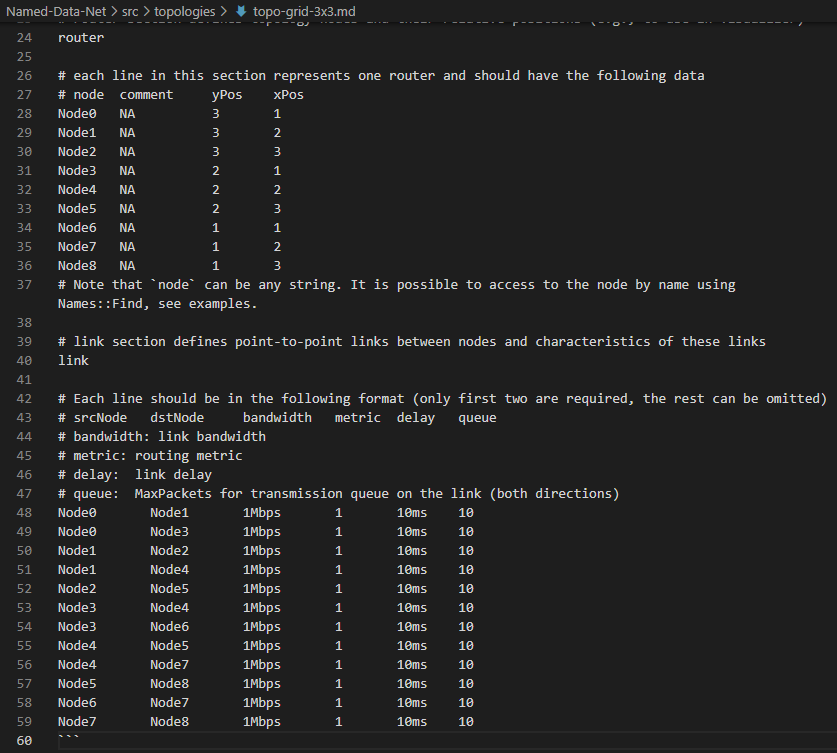 Named-Data-Net > src > topologies > topo-grid-3x3.md
24 router
25
26 # each line in this section represents one router and should have the following data
27 # node  comment     yPos    xPos
28 Node0   NA          3       1
29 Node1   NA          3       2
30 Node2   NA          3       3
31 Node3   NA          2       1
32 Node4   NA          2       2
33 Node5   NA          2       3
34 Node6   NA          1       1
35 Node7   NA          1       2
36 Node8   NA          1       3
37 # Note that `node` can be any string. It is possible to access to the node by name using
Names::Find, see examples.
38
39 # link section defines point-to-point links between nodes and characteristics of these links
40 link
41
42 # Each line should be in the following format (only first two are required, the rest can be omitted)
43 # srcNode   dstNode     bandwidth   metric  delay   queue
44 # bandwidth: link bandwidth
45 # metric: routing metric
46 # delay:  link delay
47 # queue:  MaxPackets for transmission queue on the link (both directions)
48 Node0       Node1       1Mbps       1       10ms    10
49 Node0       Node3       1Mbps       1       10ms    10
50 Node1       Node2       1Mbps       1       10ms    10
51 Node1       Node4       1Mbps       1       10ms    10
52 Node2       Node5       1Mbps       1       10ms    10
53 Node3       Node4       1Mbps       1       10ms    10
54 Node3       Node6       1Mbps       1       10ms    10
55 Node4       Node5       1Mbps       1       10ms    10
56 Node4       Node7       1Mbps       1       10ms    10
57 Node5       Node8       1Mbps       1       10ms    10
58 Node6       Node7       1Mbps       1       10ms    10
59 Node7       Node8       1Mbps       1       10ms    10
60 ```